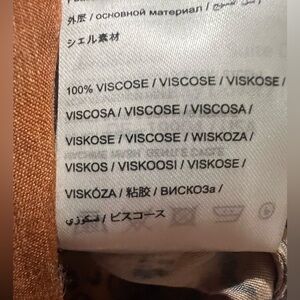 外层 / основной материал /
シェル素材
100% VISCOSE / VISCOSE / VISKOSE /
VISCOSA / VISCOSE / VISCOSA /
VISKOSE / VISCOSE / WISKOZA /
VISKOS / VISKOOSI / VISKOSE /
VISKÓZA / 粘胶 / ВИСКОЗа /
فسكوزي / ビスコース